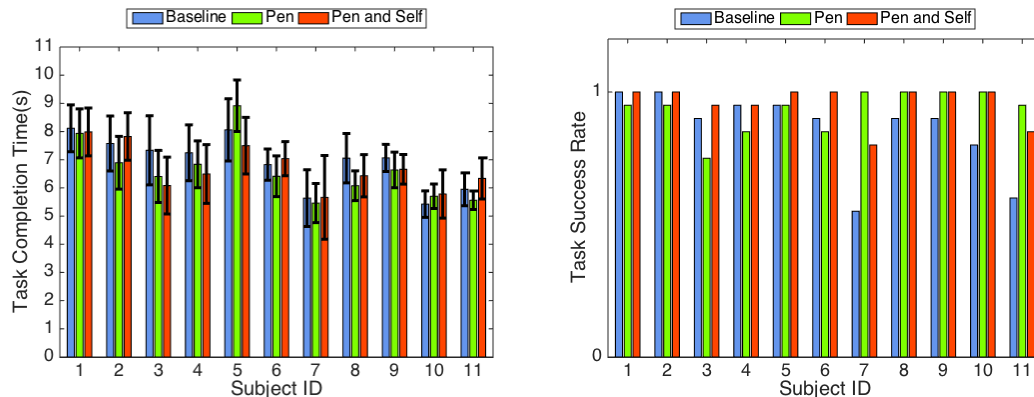 Baseline Pen Pen and Self
11
10
9
8
7
6
5
4
3
2
1
0
Task Completion Time(s)
1 2 3 4 5 6 7 8 9 10 11
Subject ID
Baseline Pen Pen and Self
1
0
Task Success Rate
1 2 3 4 5 6 7 8 9 10 11
Subject ID